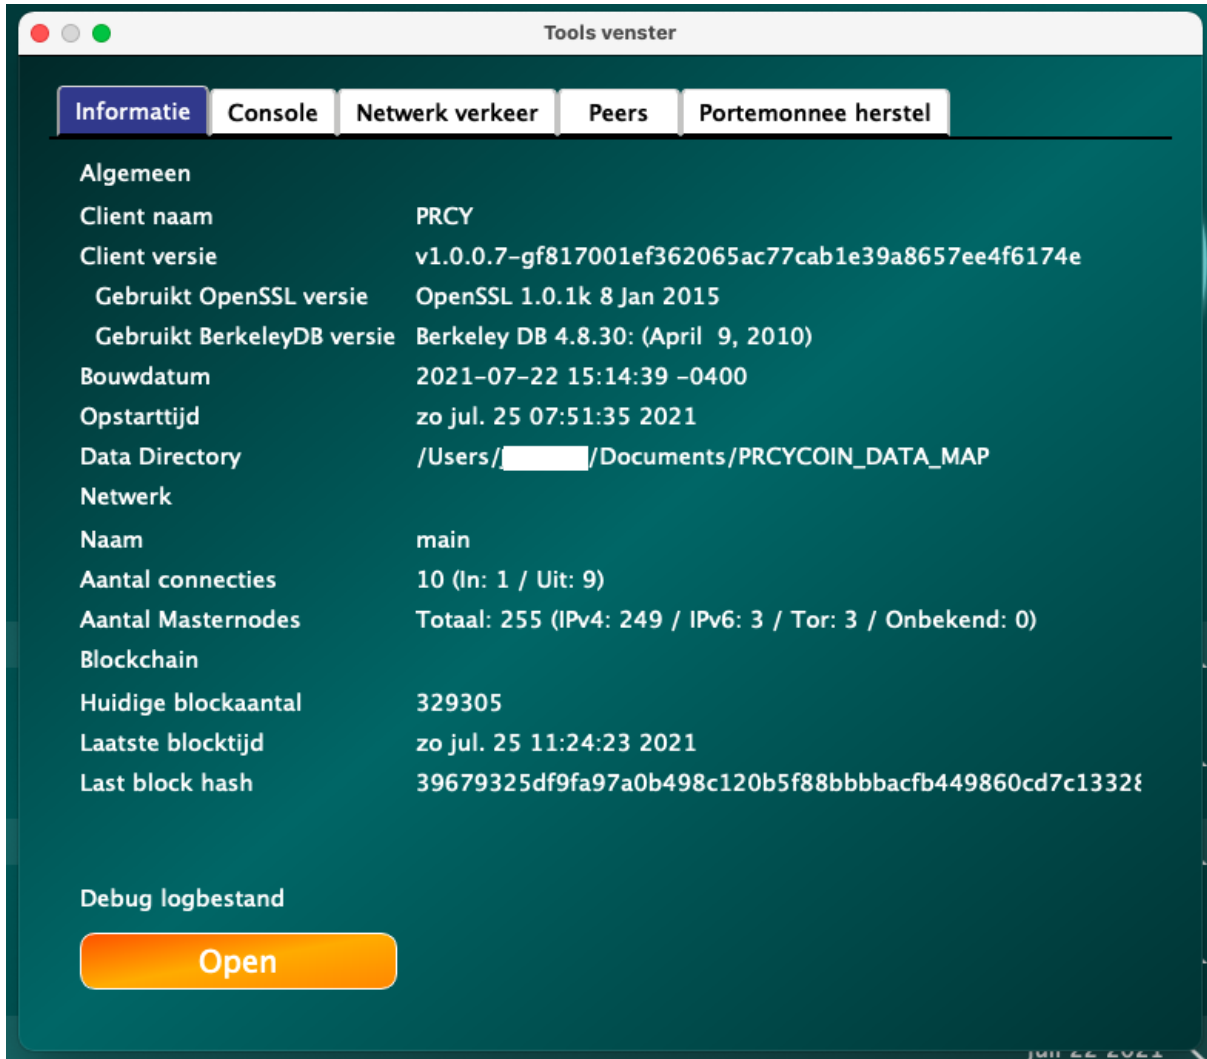 Tools venster
Informatie Console Netwerk verkeer Peers Portemonnee herstel
Algemeen
Client naam PRCY
Client versie v1.0.0.7-gf817001ef362065ac77cab1e39a8657ee4f6174e
Gebruikt OpenSSL versie OpenSSL 1.0.1k 8 Jan 2015
Gebruikt BerkeleyDB versie Berkeley DB 4.8.30: (April  9, 2010)
Bouwdatum 2021-07-22 15:14:39 -0400
Opstarttijd zo jul. 25 07:51:35 2021
Data Directory /Users/j /Documents/PRCYCOIN_DATA_MAP
Netwerk
Naam main
Aantal connecties 10 (In: 1 / Uit: 9)
Aantal Masternodes Totaal: 255 (IPv4: 249 / IPv6: 3 / Tor: 3 / Onbekend: 0)
Blockchain
Huidige blockaantal 329305
Laatste blocktijd zo jul. 25 11:24:23 2021
Last block hash 39679325df9fa97a0b498c120b5f88bbbbacfb449860cd7c13328
Debug logbestand
Open